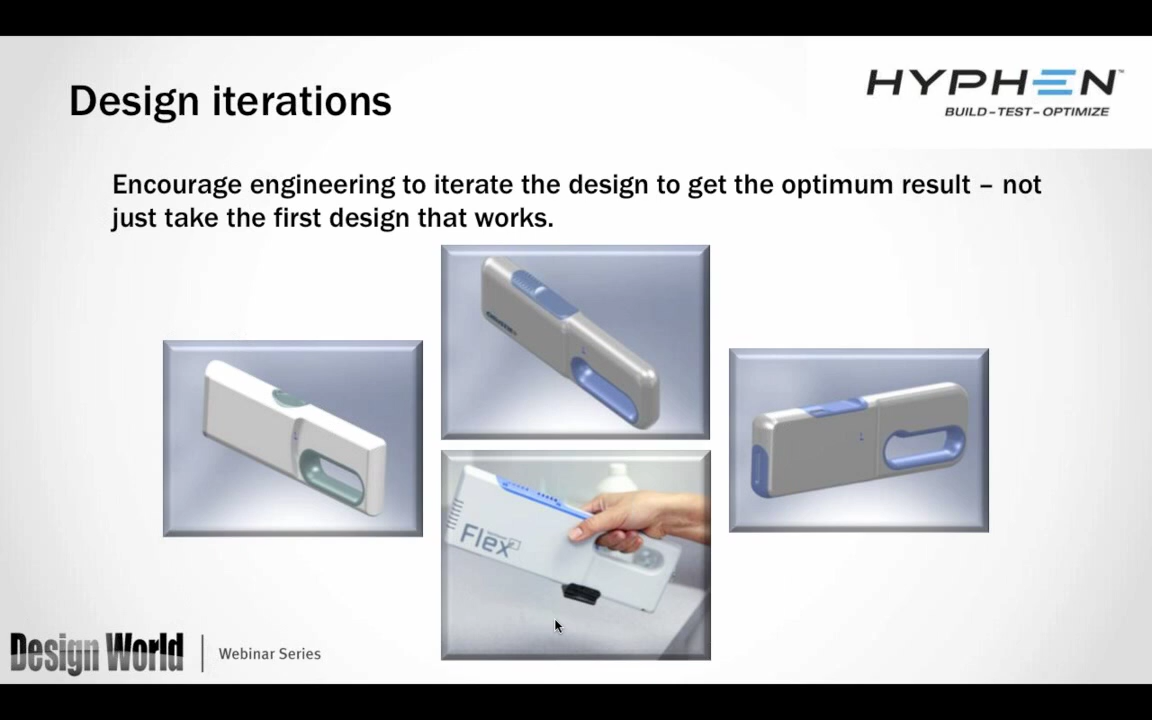 Design iterations
HYPHEN™
BUILD–TEST–OPTIMIZE
Encourage engineering to iterate the design to get the optimum result – not
just take the first design that works.
Flex
Design World
Webinar Series